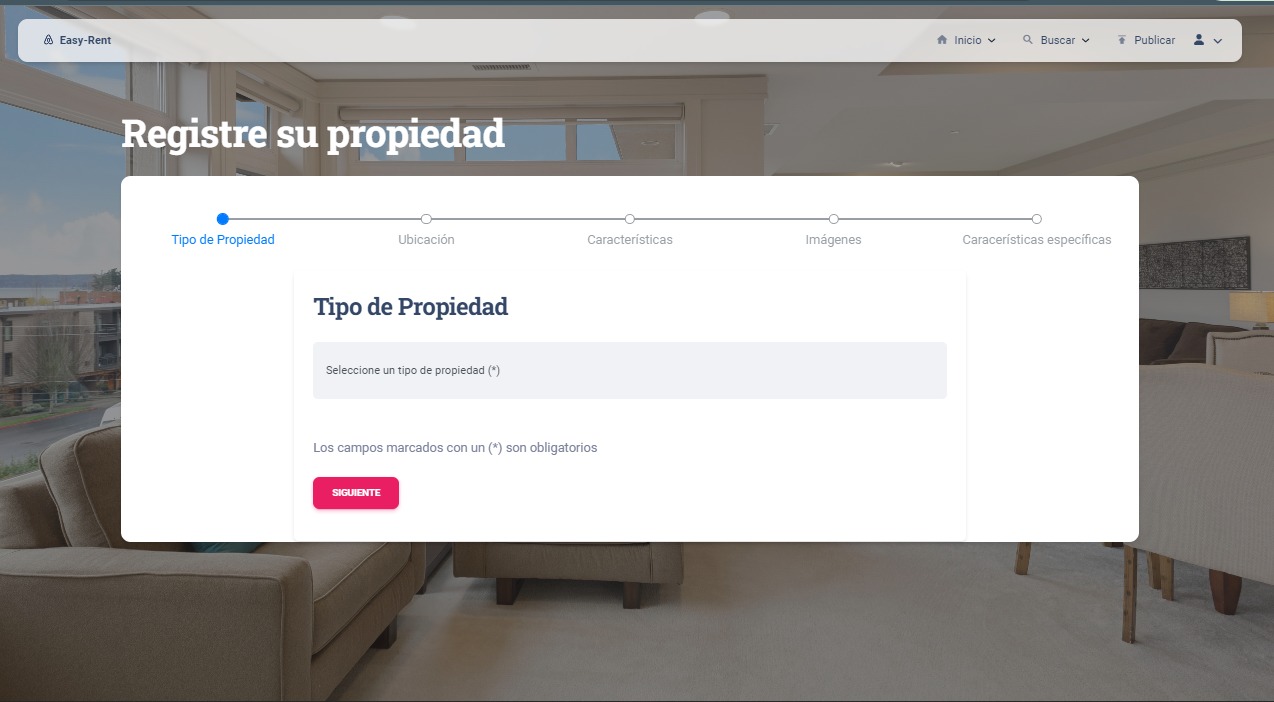 Easy-Rent
Inicio
Buscar
Publicar
Registre su propiedad
Tipo de Propiedad
Ubicación
Características
Imágenes
Caracerísticas específicas
Tipo de Propiedad
Seleccione un tipo de propiedad (*)
Los campos marcados con un (*) son obligatorios
SIGUIENTE